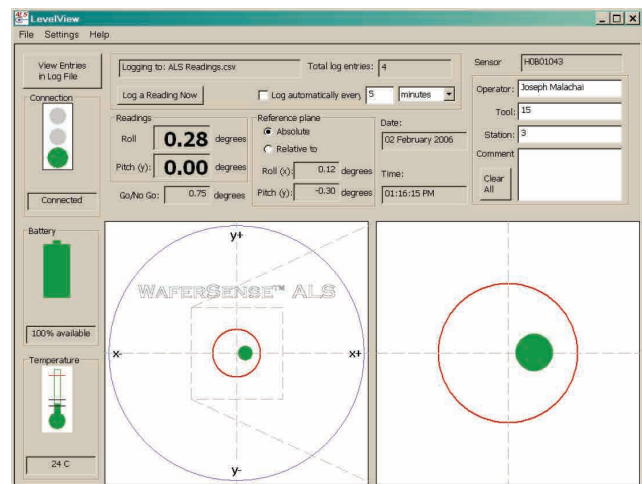 ALS LevelView
File Settings Help
View Entries in Log File
Logging to: ALS Readings.csv
Total log entries: 4
Log a Reading Now
Log automatically every 5 minutes
Sensor H0B01043
Operator: Joseph Malachai
Tool: 15
Station: 3
Comment
Clear All
Connection
Connected
Readings
Roll 0.28 degrees
Pitch (y): 0.00 degrees
Go/No Go: 0.75 degrees
Reference plane
Absolute
Relative to
Roll (x): 0.12 degrees
Pitch (y): -0.30 degrees
Date:
02 February 2006
Time:
01:16:15 PM
Battery
100% available
Temperature
24 C
y+
WAFERSENSE™ ALS
x-
x+
y-